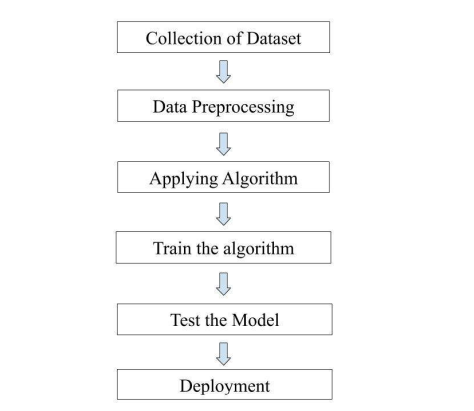 Collection of Dataset
Data Preprocessing
Applying Algorithm
Train the algorithm
Test the Model
Deployment